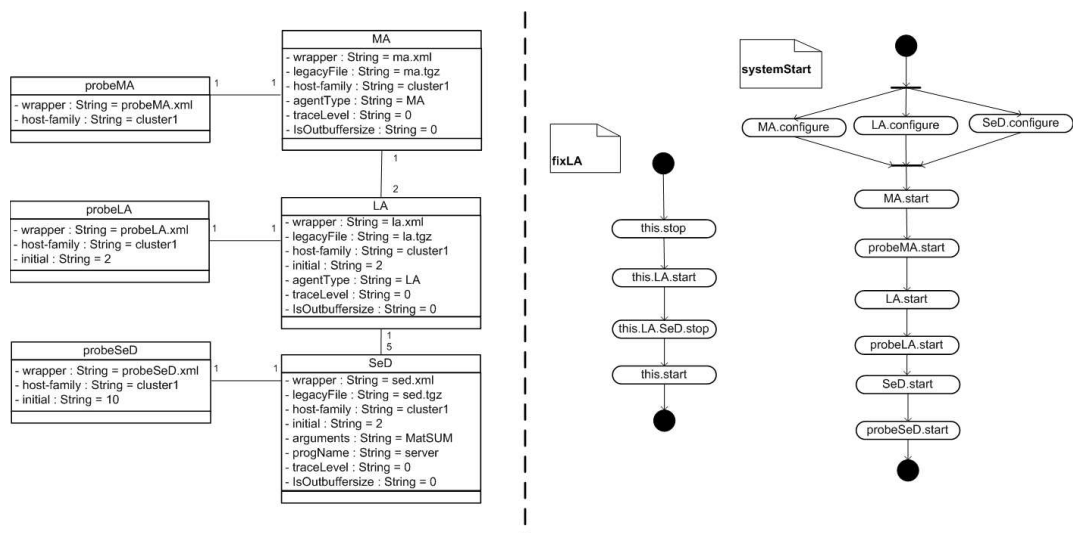 probeMA
- wrapper : String = probeMA.xml
- host-family : String = cluster1
1
1
MA
- wrapper : String = ma.xml
- legacyFile : String = ma.tgz
- host-family : String = cluster1
- agentType : String = MA
- traceLevel : String = 0
- IsOutbuffersize : String = 0
1
2
probeLA
- wrapper : String = probeLA.xml
- host-family : String = cluster1
- initial : String = 2
1
1
LA
- wrapper : String = la.xml
- legacyFile : String = la.tgz
- host-family : String = cluster1
- initial : String = 2
- agentType : String = LA
- traceLevel : String = 0
- IsOutbuffersize : String = 0
1
5
probeSeD
- wrapper : String = probeSeD.xml
- host-family : String = cluster1
- initial : String = 10
1
1
SeD
- wrapper : String = sed.xml
- legacyFile : String = sed.tgz
- host-family : String = cluster1
- initial : String = 2
- arguments : String = MatSUM
- progName : String = server
- traceLevel : String = 0
- IsOutbuffersize : String = 0
fixLA
this.stop
this.LA.start
this.LA.SeD.stop
this.start
systemStart
MA.configure
LA.configure
SeD.configure
MA.start
probeMA.start
LA.start
probeLA.start
SeD.start
probeSeD.start